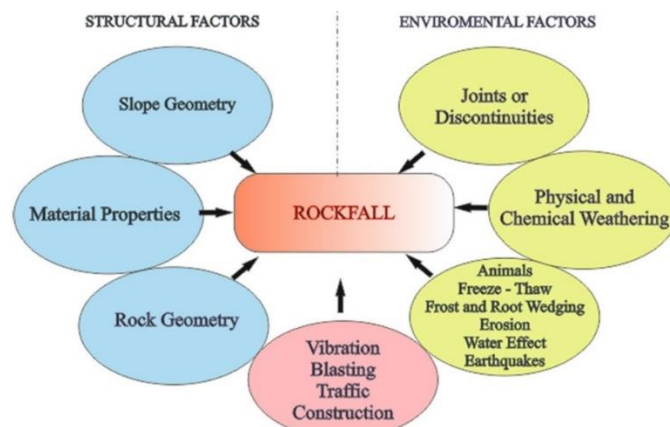 STRUCTURAL FACTORS
ENVIROMENTAL FACTORS
Slope Geometry
Joints or
Discontinuities
Material Properties
ROCKFALL
Physical and
Chemical Weathering
Rock Geometry
Animals
Freeze - Thaw
Frost and Root Wedging
Erosion
Water Effect
Earthquakes
Vibration
Blasting
Traffic
Construction